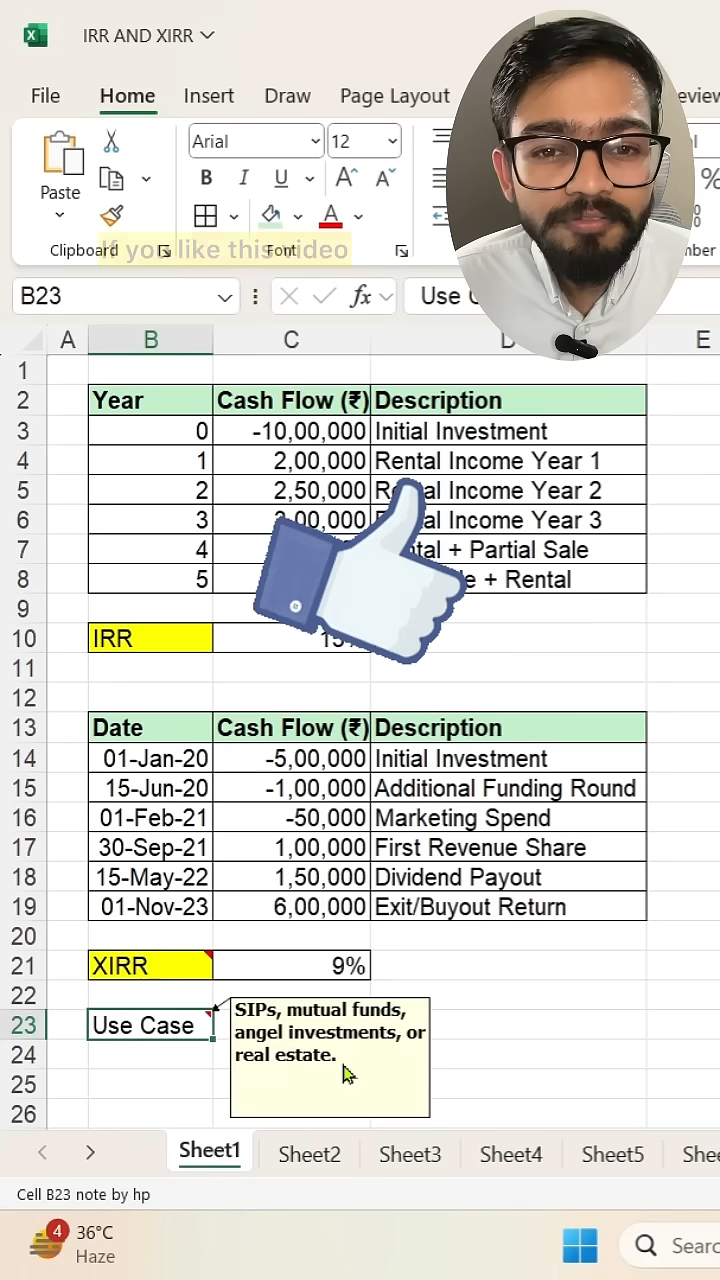 IRR AND XIRR
File Home Insert Draw Page Layout
Arial 12
Paste B I U A A A %
Clipboard Font
If you like this video
B23 fx Use
A B C D E
1
2 Year Cash Flow (₹) Description
3 0 -10,00,000 Initial Investment
4 1 2,00,000 Rental Income Year 1
5 2 2,50,000 Rental Income Year 2
6 3 Income Year 3
7 4 + Partial Sale
8 5 + Rental
9
10 IRR
11
12
13 Date Cash Flow (₹) Description
14 01-Jan-20 -5,00,000 Initial Investment
15 15-Jun-20 -1,00,000 Additional Funding Round
16 01-Feb-21 -50,000 Marketing Spend
17 30-Sep-21 1,00,000 First Revenue Share
18 15-May-22 1,50,000 Dividend Payout
19 01-Nov-23 6,00,000 Exit/Buyout Return
20
21 XIRR 9%
22
23 Use Case
SIPs, mutual funds,
angel investments, or
real estate.
24
25
26
Sheet1 Sheet2 Sheet3 Sheet4 Sheet5
Cell B23 note by hp
4 36°C
Haze